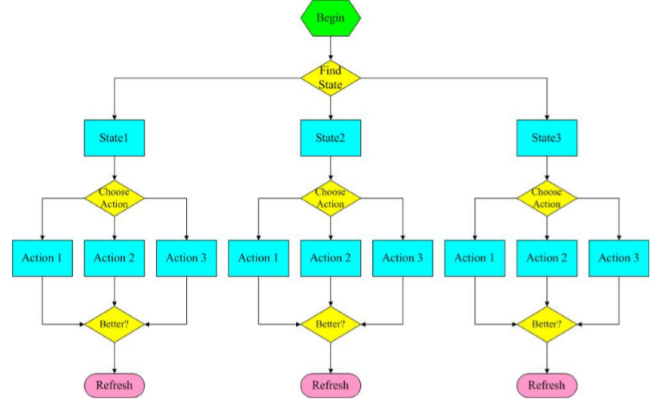 Begin
Find
State
State1
State2
State3
Choose
Action
Choose
Action
Choose
Action
Action 1
Action 2
Action 3
Action 1
Action 2
Action 3
Action 1
Action 2
Action 3
Better?
Better?
Better?
Refresh
Refresh
Refresh